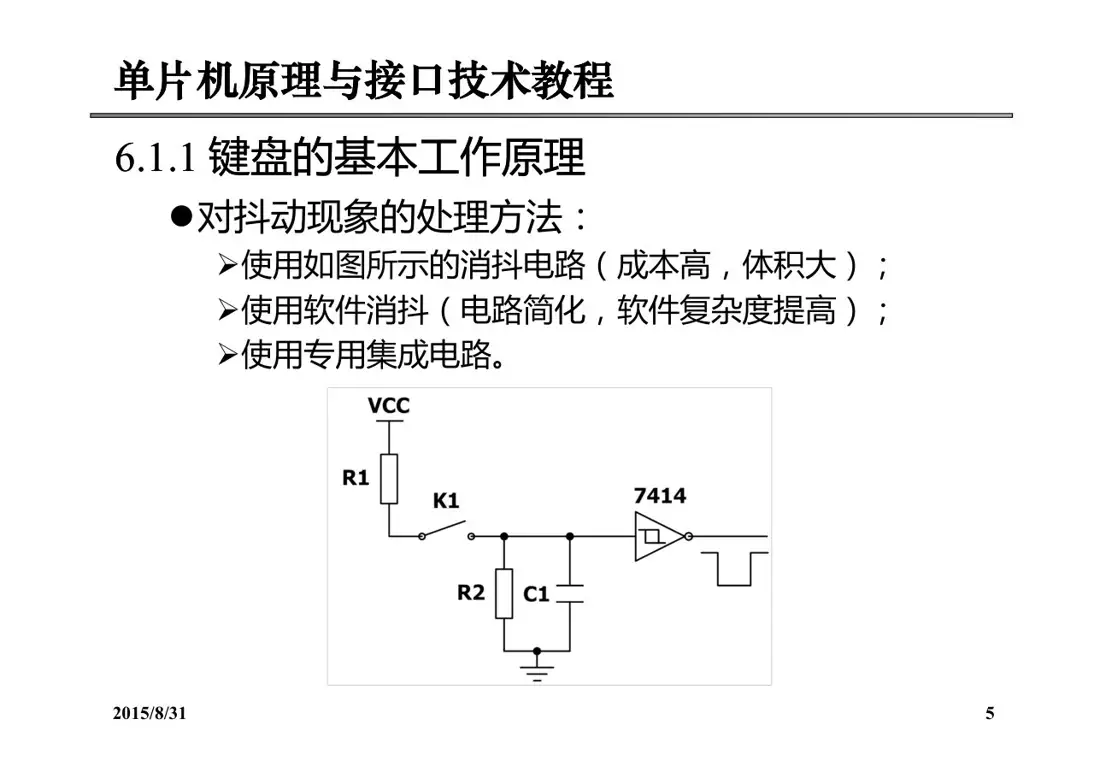 单片机原理与接口技术教程
6.1.1 键盘的基本工作原理
●对抖动现象的处理方法：
➢使用如图所示的消抖电路（成本高，体积大）；
➢使用软件消抖（电路简化，软件复杂度提高）；
➢使用专用集成电路。
VCC
R1
K1
7414
R2
C1
2015/8/31
5